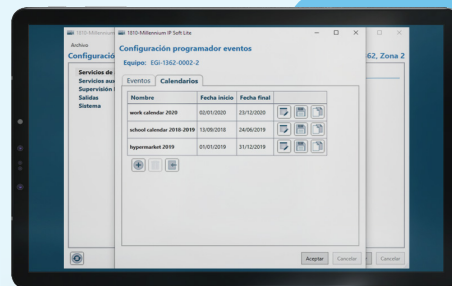 1810-Millennium
1810-Millennium IP Soft Lite
Archivo
Configuració
Configuración programador eventos
62, Zona 2
Equipo: EGi-1362-0002-2
Servicios de
Servicios aux
Supervisión
Salidas
Sistema
Eventos Calendarios
Nombre Fecha inicio Fecha final
work calendar 2020 02/01/2020 23/12/2020
school calendar 2018-2019 13/09/2018 24/06/2019
hypermarket 2019 01/01/2019 31/12/2019
Aceptar Cancelar
Cancelar